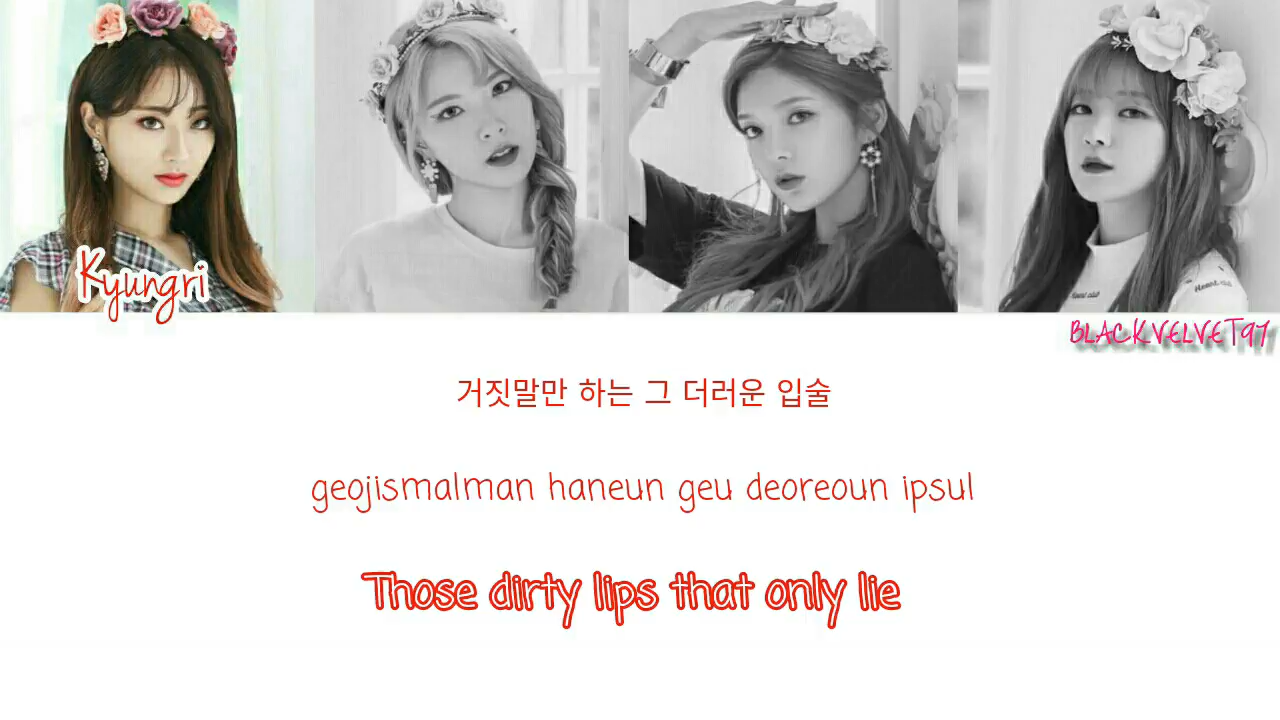 Kyungri
BLACKVELVET97
거짓말만 하는 그 더러운 입술
geojismalman haneun geu deoreoun ipsul
Those dirty lips that only lie